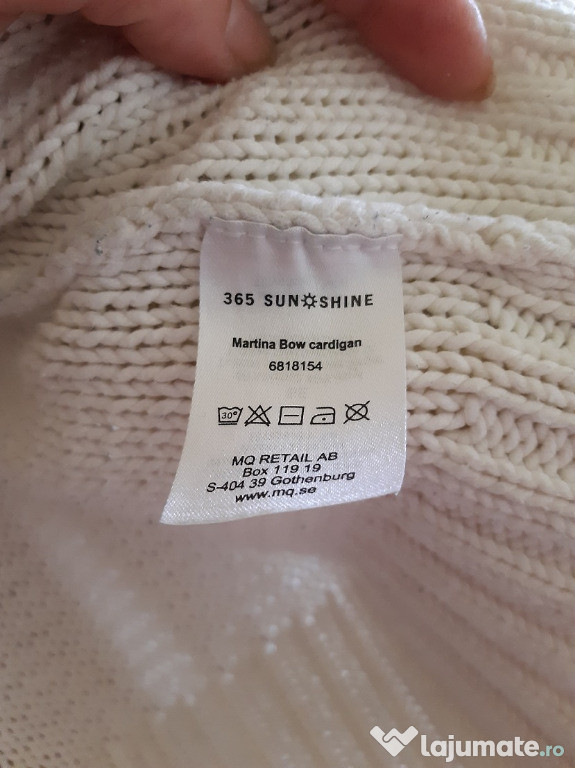 365 SUN☼SHINE
Martina Bow cardigan
6818154
30°
MQ RETAIL AB
Box 119 19
S-404 39 Gothenburg
www.mq.se
lajumate.ro